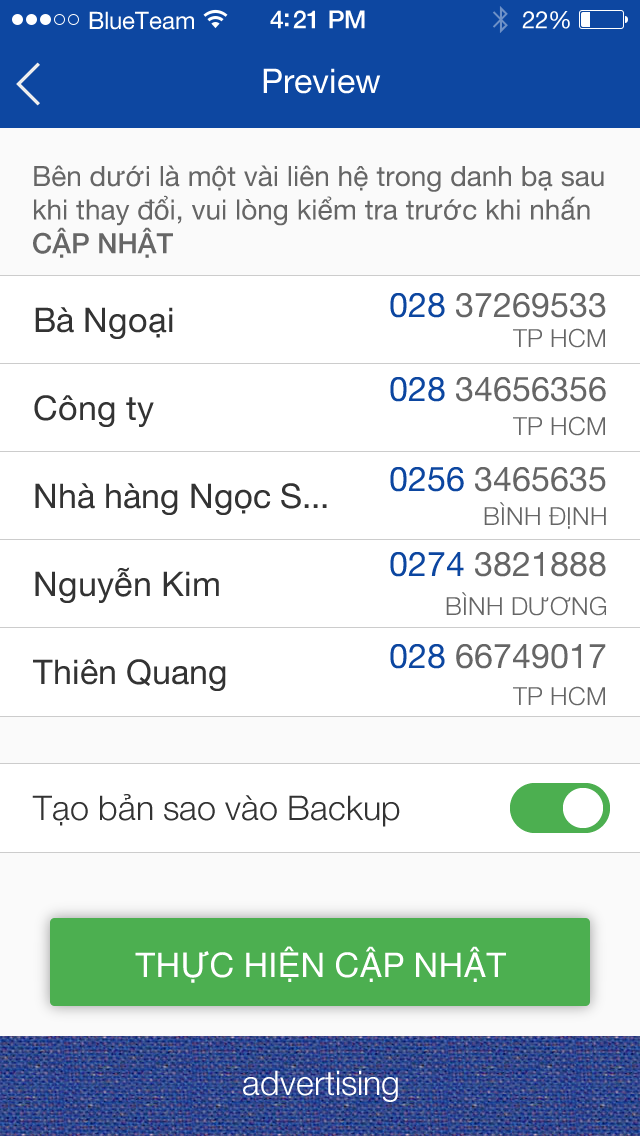 BlueTeam 4:21 PM 22%
Preview
Bên dưới là một vài liên hệ trong danh bạ sau
khi thay đổi, vui lòng kiểm tra trước khi nhấn
CẬP NHẬT
Bà Ngoại 028 37269533
TP HCM
Công ty 028 34656356
TP HCM
Nhà hàng Ngọc S... 0256 3465635
BÌNH ĐỊNH
Nguyễn Kim 0274 3821888
BÌNH DƯƠNG
Thiên Quang 028 66749017
TP HCM
Tạo bản sao vào Backup
THỰC HIỆN CẬP NHẬT
advertising